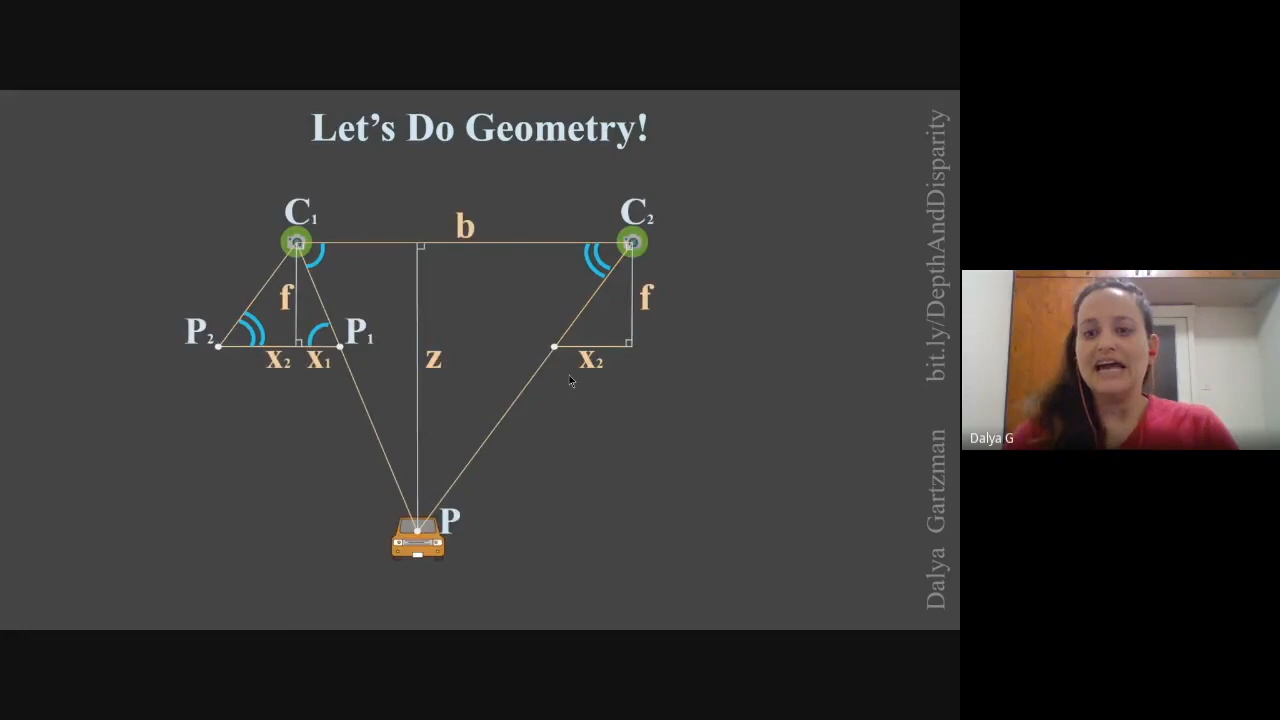 Let's Do Geometry!
C₁
b
C₂
f
f
P₂
x₂
x₁
P₁
z
x₂
P
bit.ly/DepthAndDisparity
Dalya Gartzman
Dalya G